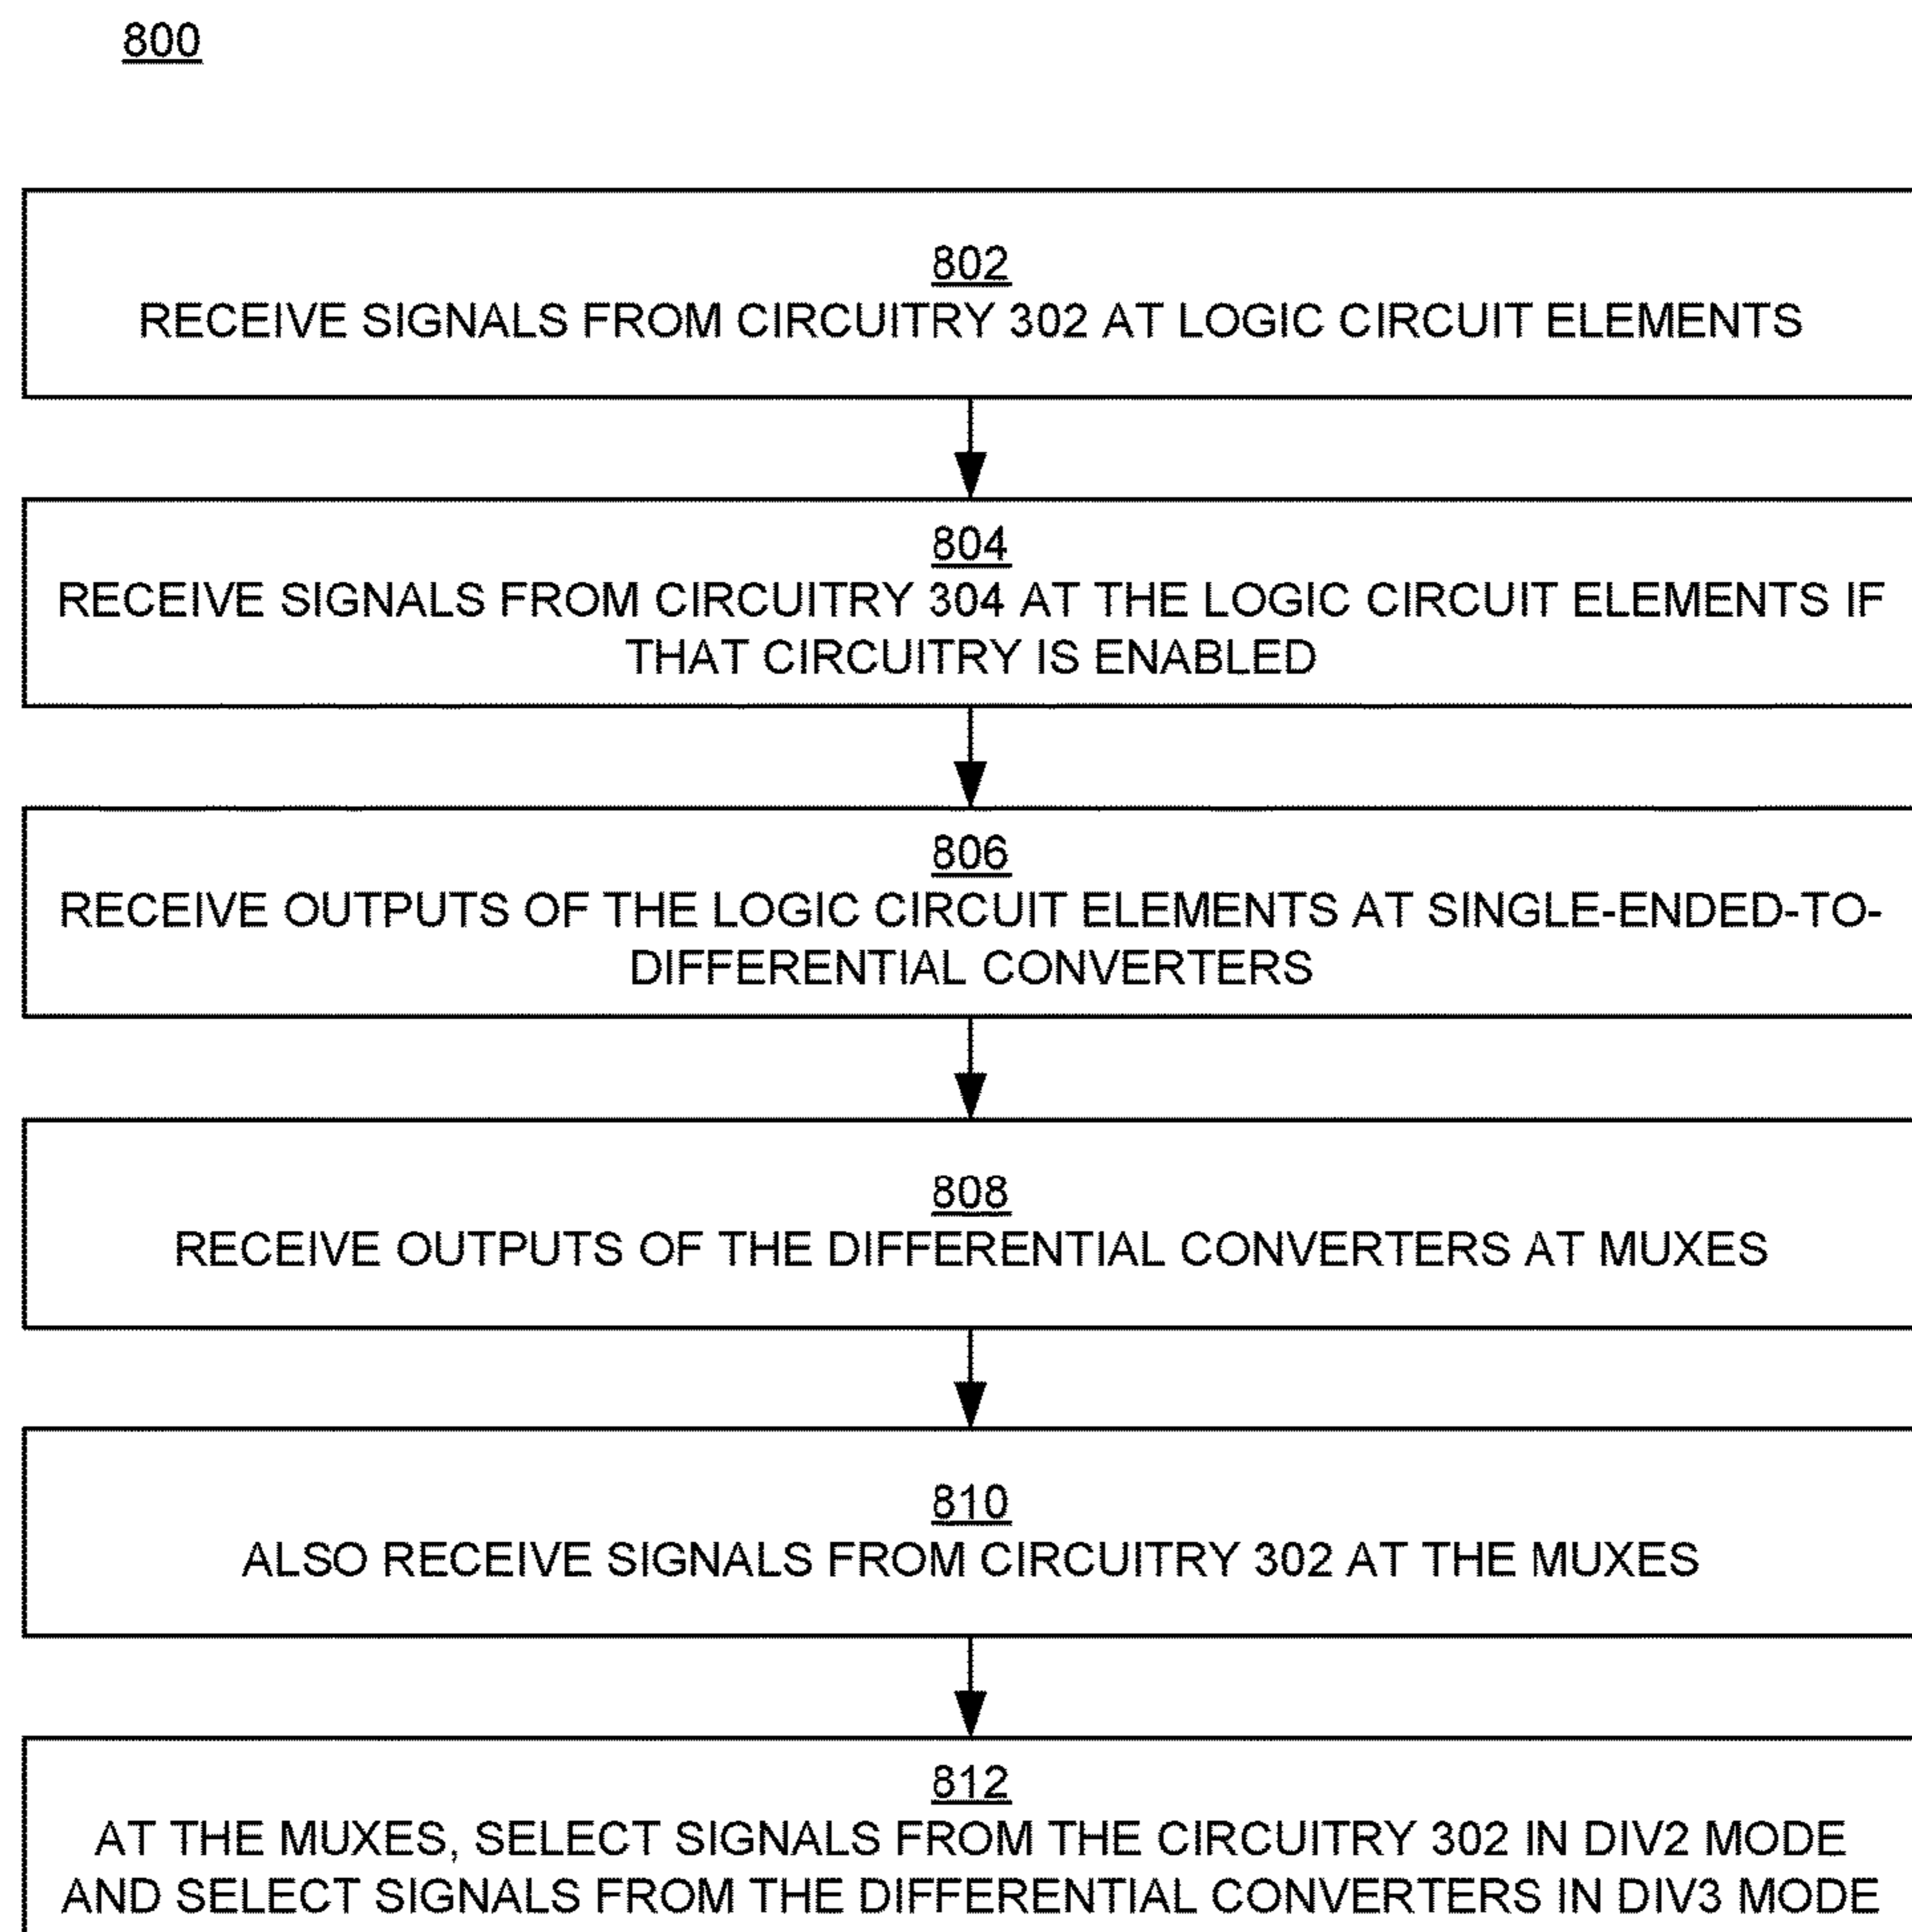 800
802
RECEIVE SIGNALS FROM CIRCUITRY 302 AT LOGIC CIRCUIT ELEMENTS
804
RECEIVE SIGNALS FROM CIRCUITRY 304 AT THE LOGIC CIRCUIT ELEMENTS IF
THAT CIRCUITRY IS ENABLED
806
RECEIVE OUTPUTS OF THE LOGIC CIRCUIT ELEMENTS AT SINGLE-ENDED-TO-
DIFFERENTIAL CONVERTERS
808
RECEIVE OUTPUTS OF THE DIFFERENTIAL CONVERTERS AT MUXES
810
ALSO RECEIVE SIGNALS FROM CIRCUITRY 302 AT THE MUXES
812
AT THE MUXES, SELECT SIGNALS FROM THE CIRCUITRY 302 IN DIV2 MODE
AND SELECT SIGNALS FROM THE DIFFERENTIAL CONVERTERS IN DIV3 MODE